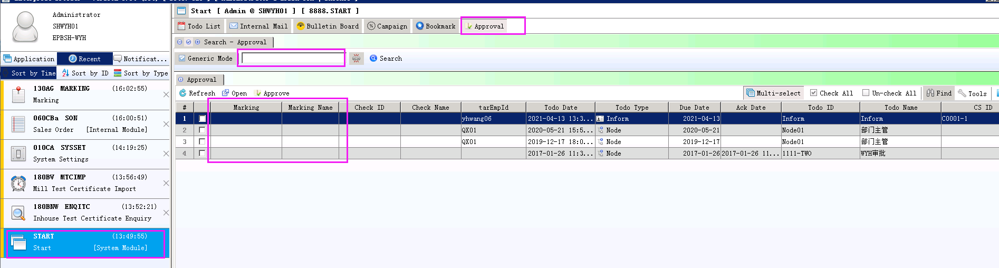 Administrator
SHWYH01
EPBSH-WYH
Application Recent Notificat...
Sort by Time Sort by ID Sort by Type
130AG MARKING (16:02:55)
Marking
060CBa SON (16:00:51)
Sales Order [Internal Module]
010CA SYSSET (14:19:25)
System Settings
180BV MTCIMP (13:56:49)
Mill Test Certificate Import
180BNW ENQITC (13:52:21)
Inhouse Test Certificate Enquiry
START (13:49:55)
Start [System Module]
Start [ Admin @ SHWYH01 ] [ 8888.START ]
Todo List Internal Mail Bulletin Board Campaign Bookmark Approval
Search - Approval
Generic Mode Search
Approval
Refresh Open Approve Multi-select Check All Un-check All Find Tools
# Marking Marking Name Check ID Check Name tarEmpId Todo Date Todo Type Due Date Ack Date Todo ID Todo Name CS ID
1 yhwang06 2021-04-13 13:3... Inform 2021-04-13 Inform Inform C0001-1
2 QX01 2020-05-21 15:5... Node 2020-05-21 Node01 部门主管
3 QX01 2019-12-17 18:0... Node 2019-12-17 Node01 部门主管
4 2017-01-26 11:3... Node 2017-01-26 2017-01-26 11... 1111-TWO WYH审批